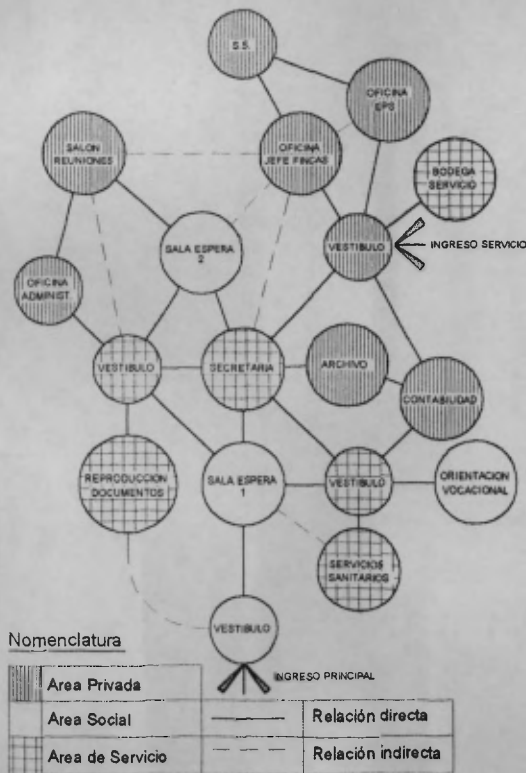 S.S.
OFICINA
EPS
SALON
REUNIONES
OFICINA
JEFE FINCAS
BODEGA
SERVICIO
SALA ESPERA
2
VESTIBULO
INGRESO SERVICIO
OFICINA
ADMINIST.
VESTIBULO
SECRETARIA
ARCHIVO
CONTABILIDAD
REPRODUCCION
DOCUMENTOS
SALA ESPERA
1
VESTIBULO
ORIENTACION
VOCACIONAL
SERVICIOS
SANITARIOS
VESTIBULO
INGRESO PRINCIPAL
Nomenclatura
Area Privada
Area Social
Relación directa
Area de Servicio
Relación indirecta